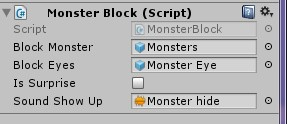 Monster Block (Script)
Script MonsterBlock
Block Monster Monsters
Block Eyes Monster Eye
Is Surprise
Sound Show Up Monster hide